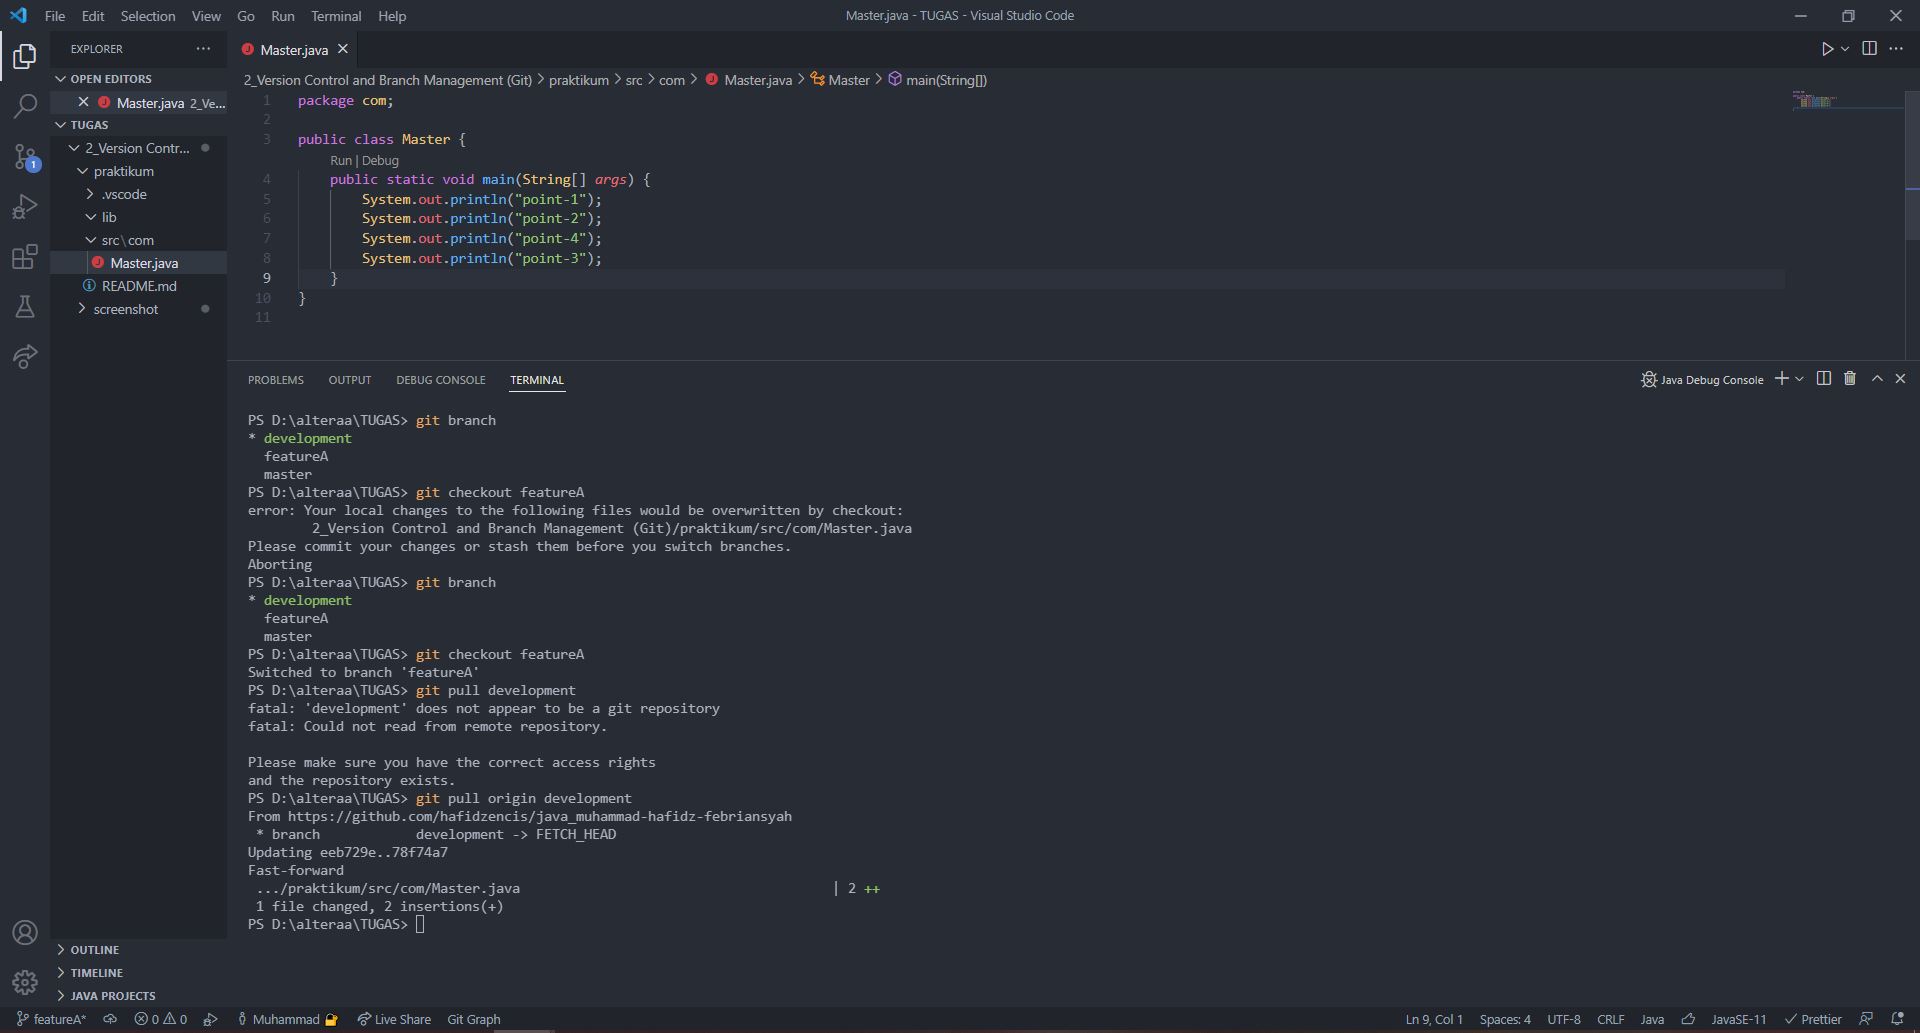 File Edit Selection View Go Run Terminal Help
Master.java - TUGAS - Visual Studio Code
EXPLORER
OPEN EDITORS
Master.java 2_Ve...
TUGAS
2_Version Contr...
praktikum
.vscode
lib
src\com
Master.java
README.md
screenshot
OUTLINE
TIMELINE
JAVA PROJECTS
1
Master.java
2_Version Control and Branch Management (Git) > praktikum > src > com > Master.java > Master > main(String[])
1 package com;
2
3 public class Master {
Run | Debug
4 public static void main(String[] args) {
5 System.out.println("point-1");
6 System.out.println("point-2");
7 System.out.println("point-4");
8 System.out.println("point-3");
9 }
10 }
11
PROBLEMS OUTPUT DEBUG CONSOLE TERMINAL
Java Debug Console
PS D:\alteraa\TUGAS> git branch
* development
featureA
master
PS D:\alteraa\TUGAS> git checkout featureA
error: Your local changes to the following files would be overwritten by checkout:
2_Version Control and Branch Management (Git)/praktikum/src/com/Master.java
Please commit your changes or stash them before you switch branches.
Aborting
PS D:\alteraa\TUGAS> git branch
* development
featureA
master
PS D:\alteraa\TUGAS> git checkout featureA
Switched to branch 'featureA'
PS D:\alteraa\TUGAS> git pull development
fatal: 'development' does not appear to be a git repository
fatal: Could not read from remote repository.
Please make sure you have the correct access rights
and the repository exists.
PS D:\alteraa\TUGAS> git pull origin development
From https://github.com/hafidzencis/java_muhammad-hafidz-febriansyah
* branch development -> FETCH_HEAD
Updating eeb729e..78f74a7
Fast-forward
.../praktikum/src/com/Master.java | 2 ++
1 file changed, 2 insertions(+)
PS D:\alteraa\TUGAS>
featureA* 0 0 Muhammad Live Share Git Graph
Ln 9, Col 1 Spaces: 4 UTF-8 CRLF Java JavaSE-11 Prettier